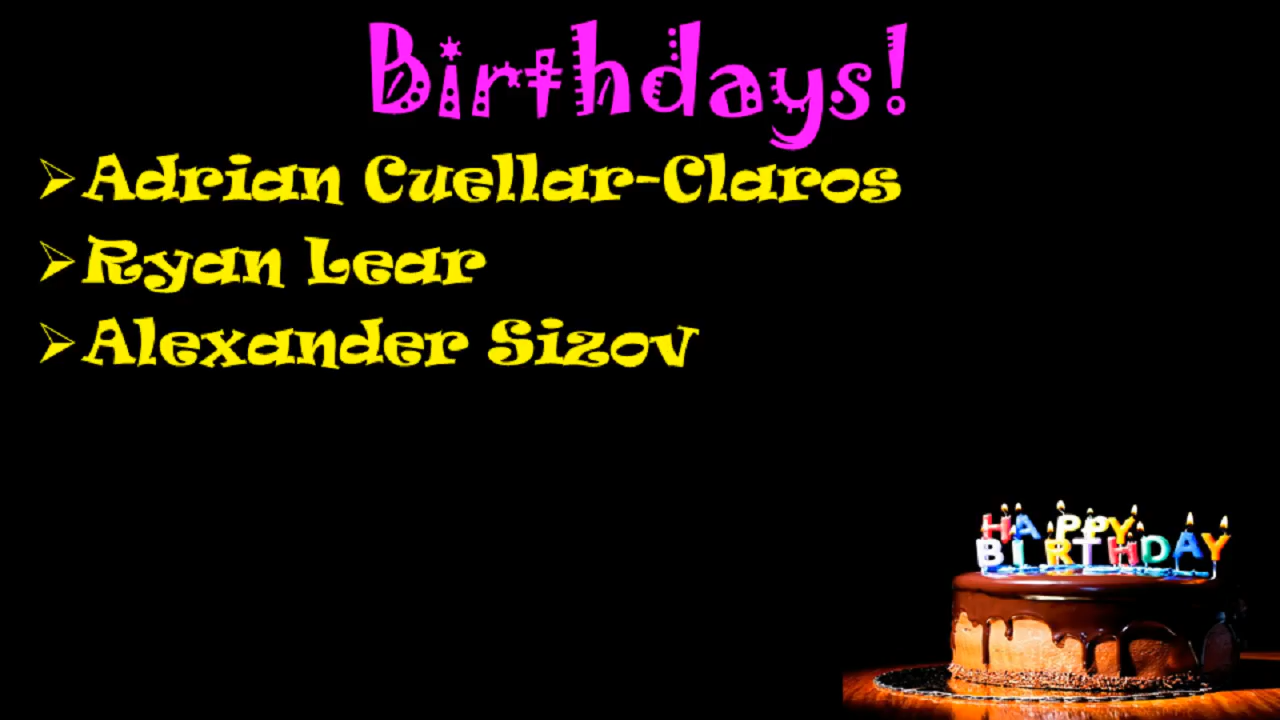 Birthdays!
Adrian Cuellar-Claros
Ryan Lear
Alexander Sizov
HAPPY
BIRTHDAY